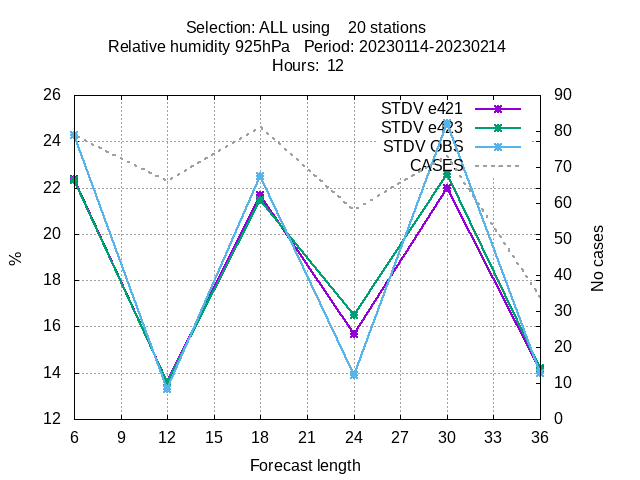 Selection: ALL using 20 stations
Relative humidity 925hPa Period: 20230114-20230214
Hours: 12
STDV e421
STDV e423
STDV OBS
CASES
26
24
22
20
18
16
14
12
%
90
80
70
60
50
40
30
20
10
0
No cases
6 9 12 15 18 21 24 27 30 33 36
Forecast length